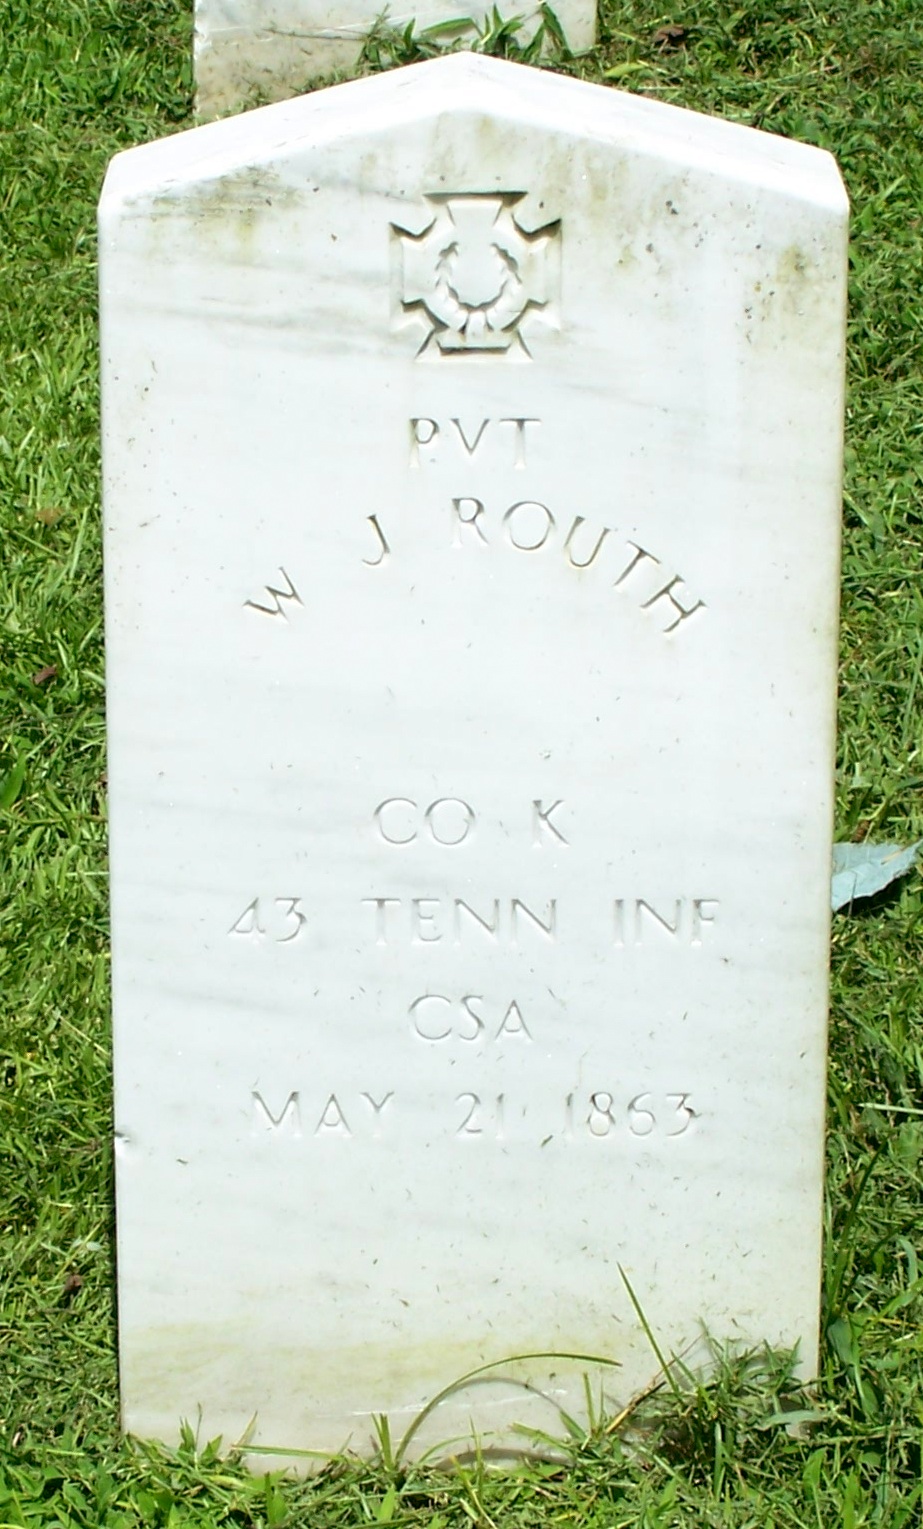 PVT
W J ROUTH
CO K
43 TENN INF
CSA
MAY 21 1863